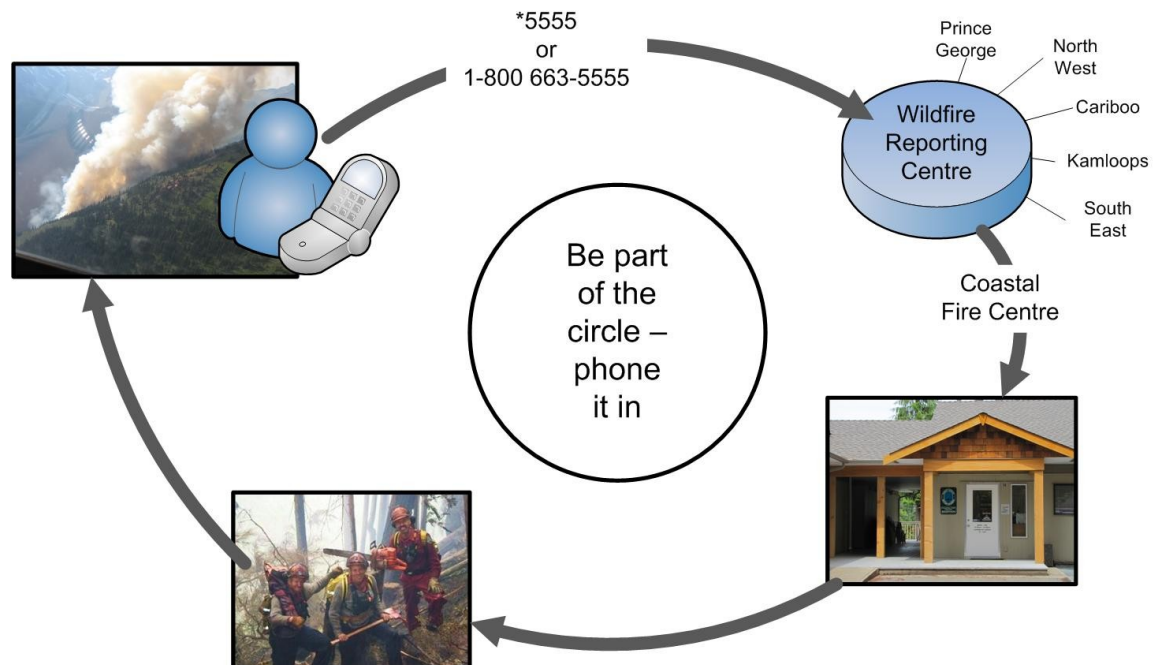 *5555
or
1-800 663-5555
Prince
George
North
West
Cariboo
Kamloops
South
East
Wildfire
Reporting
Centre
Coastal
Fire Centre
Be part
of the
circle –
phone
it in